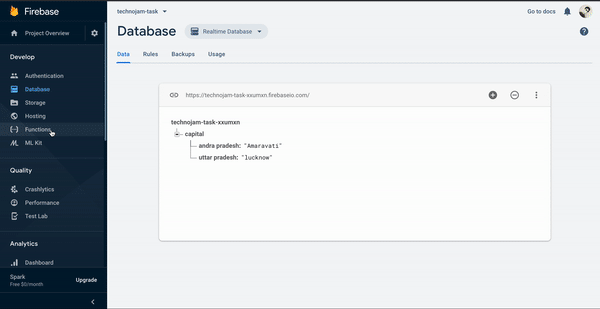 Firebase
technojam-task
Go to docs
Project Overview
Database
Realtime Database
Develop
Data
Rules
Backups
Usage
Authentication
Database
Storage
Hosting
Functions
ML Kit
https://technojam-task-xxumxn.firebaseio.com/
technojam-task-xxumxn
capital
andra pradesh: "Amaravati"
uttar pradesh: "lucknow"
Quality
Crashlytics
Performance
Test Lab
Analytics
Dashboard
Spark
Free $0/month
Upgrade